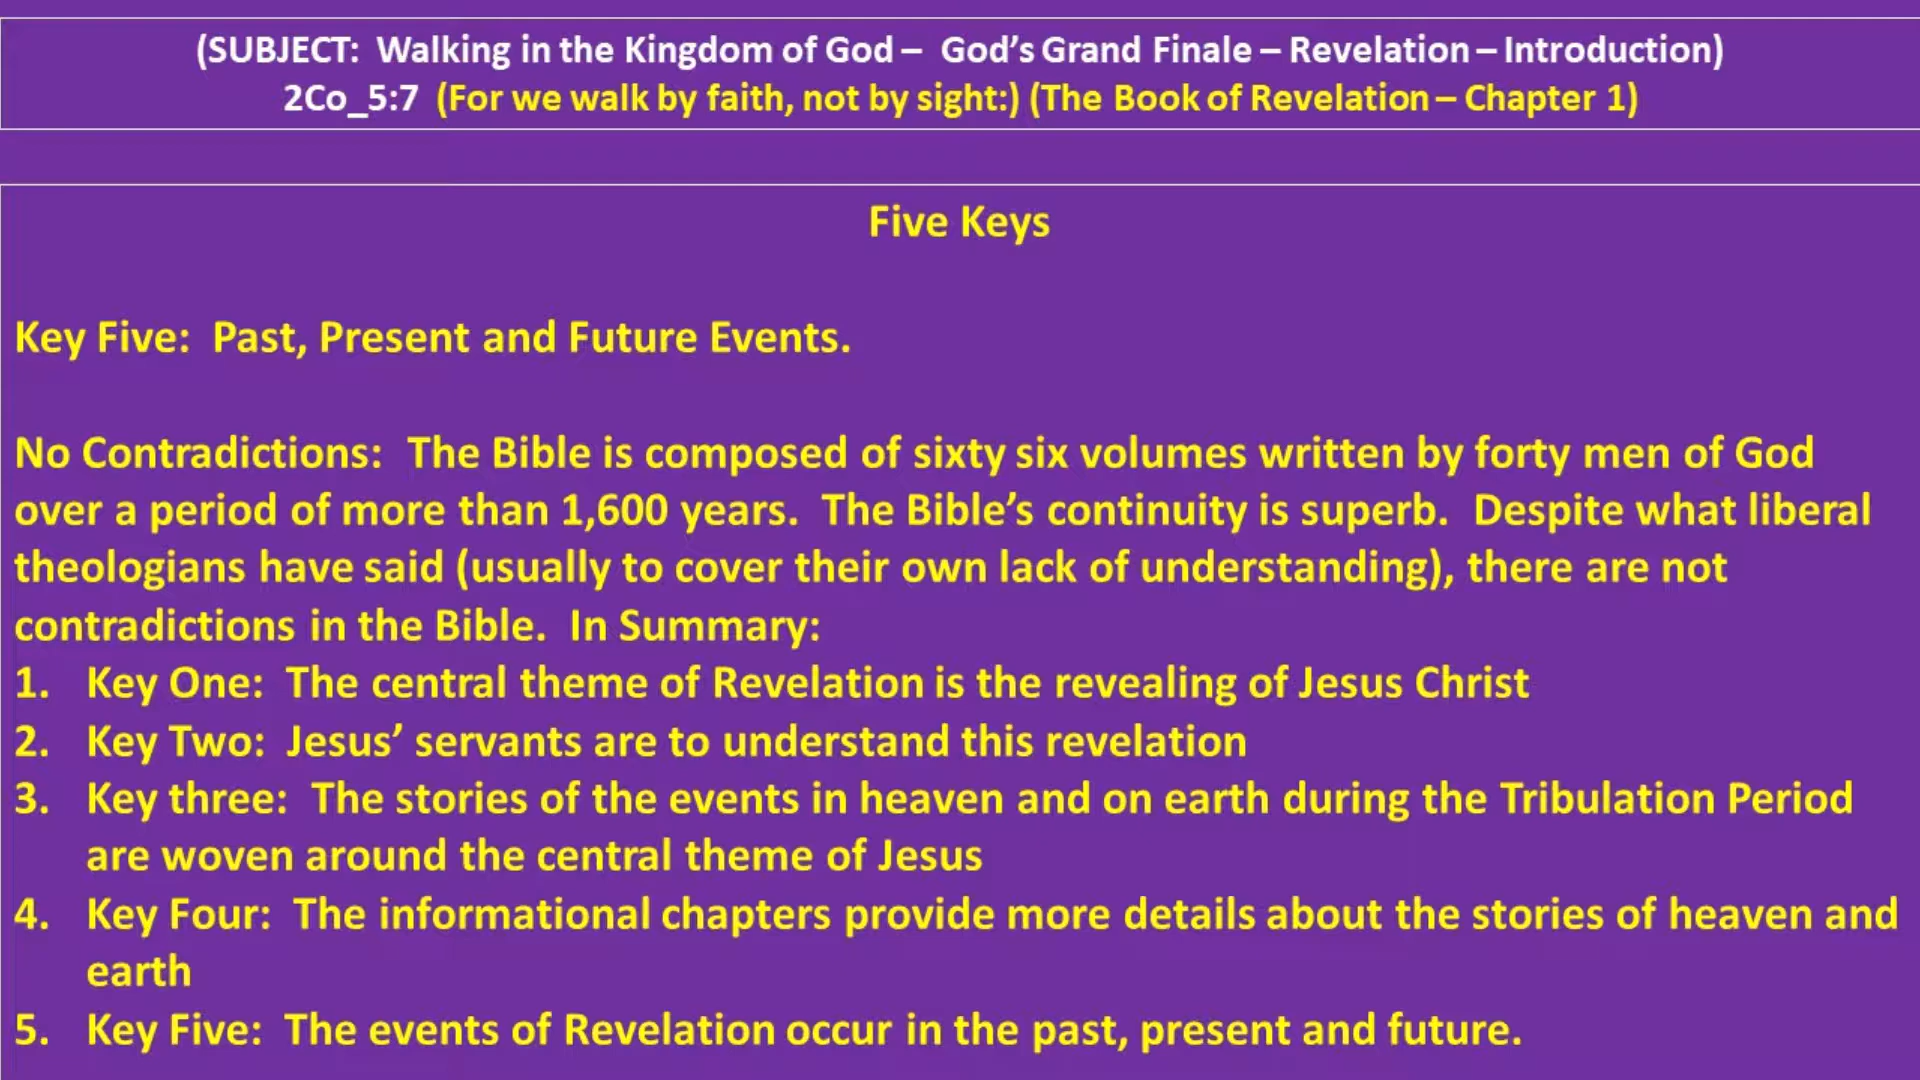 (SUBJECT: Walking in the Kingdom of God – God’s Grand Finale – Revelation – Introduction)
2Co_5:7 (For we walk by faith, not by sight:) (The Book of Revelation – Chapter 1)
Five Keys
Key Five: Past, Present and Future Events.
No Contradictions: The Bible is composed of sixty six volumes written by forty men of God
over a period of more than 1,600 years. The Bible’s continuity is superb. Despite what liberal
theologians have said (usually to cover their own lack of understanding), there are not
contradictions in the Bible. In Summary:
1. Key One: The central theme of Revelation is the revealing of Jesus Christ
2. Key Two: Jesus’ servants are to understand this revelation
3. Key three: The stories of the events in heaven and on earth during the Tribulation Period
are woven around the central theme of Jesus
4. Key Four: The informational chapters provide more details about the stories of heaven and
earth
5. Key Five: The events of Revelation occur in the past, present and future.